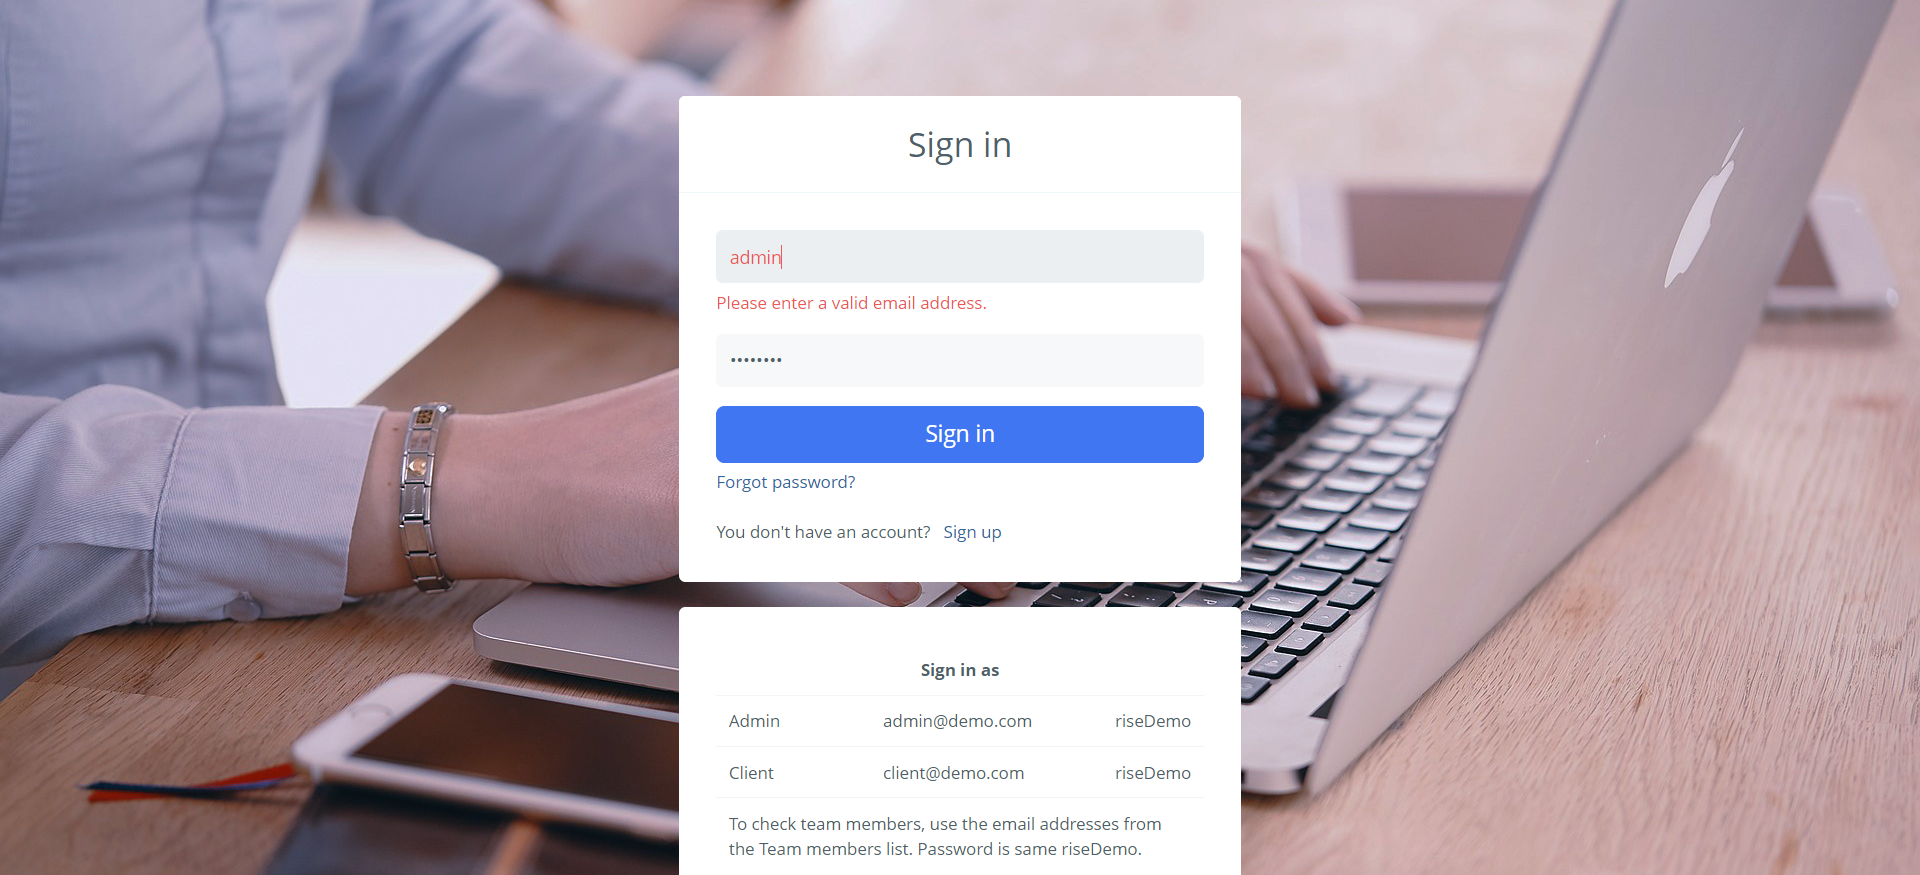 Sign in
admin
Please enter a valid email address.
••••••••
Sign in
Forgot password?
You don't have an account? Sign up
Sign in as
Admin admin@demo.com riseDemo
Client client@demo.com riseDemo
To check team members, use the email addresses from
the Team members list. Password is same riseDemo.